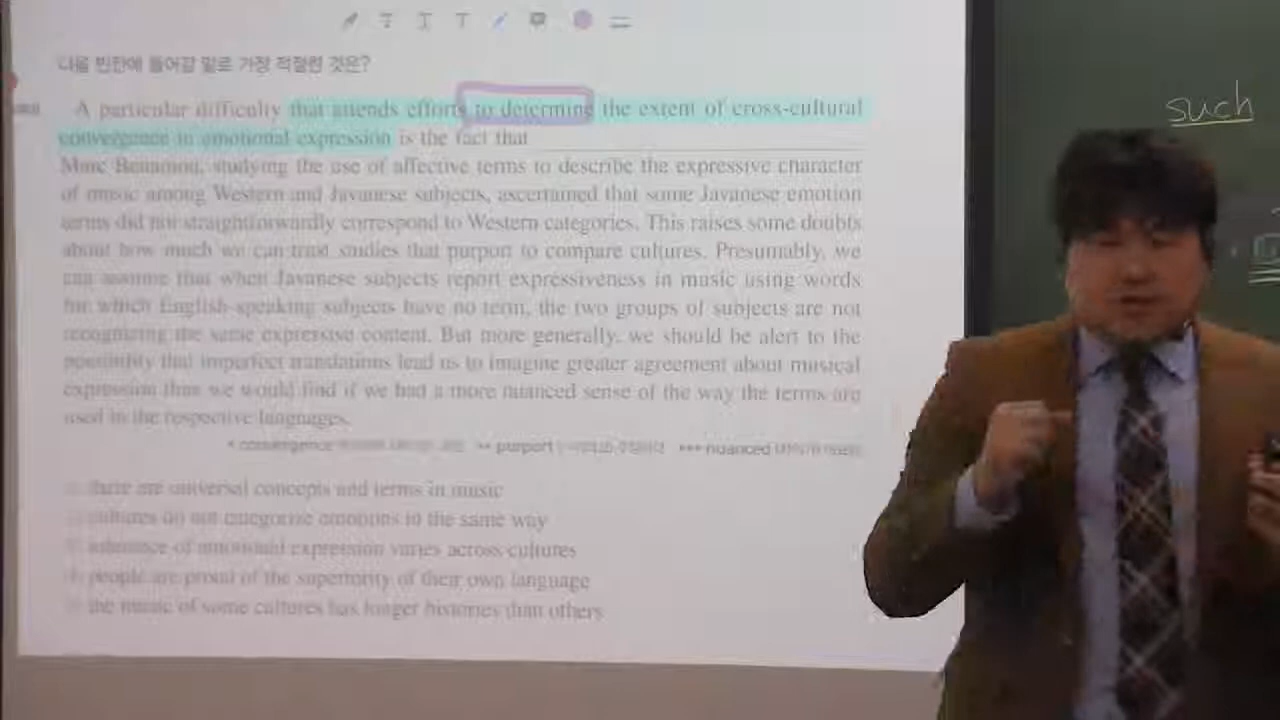 다음 빈칸에 들어갈 말로 가장 적절한 것은?
A particular difficulty that attends efforts to determing the extent of cross-cultural
convergence in emotional expression is the fact that
Marc Benamou, studying the use of affective terms to describe the expressive character
of music among Western and Javanese subjects, ascertained that some Javanese emotion
terms did not straightforwardly correspond to Western categories. This raises some doubts
about how much we can trust studies that purport to compare cultures. Presumably, we
can assume that when Javanese subjects report expressiveness in music using words
for which English-speaking subjects have no term, the two groups of subjects are not
recognizing the same expressive content. But more generally, we should be alert to the
possibility that imperfect translations lead us to imagine greater agreement about musical
expression than we would find if we had a more nuanced sense of the way the terms are
used in the respective languages.
* convergence ** purport *** nuanced
there are universal concepts and terms in music
cultures do not categorize emotions in the same way
of emotional expression varies across cultures
people are proud of the superiority of their own language
the music of some cultures has longer histories than others
such